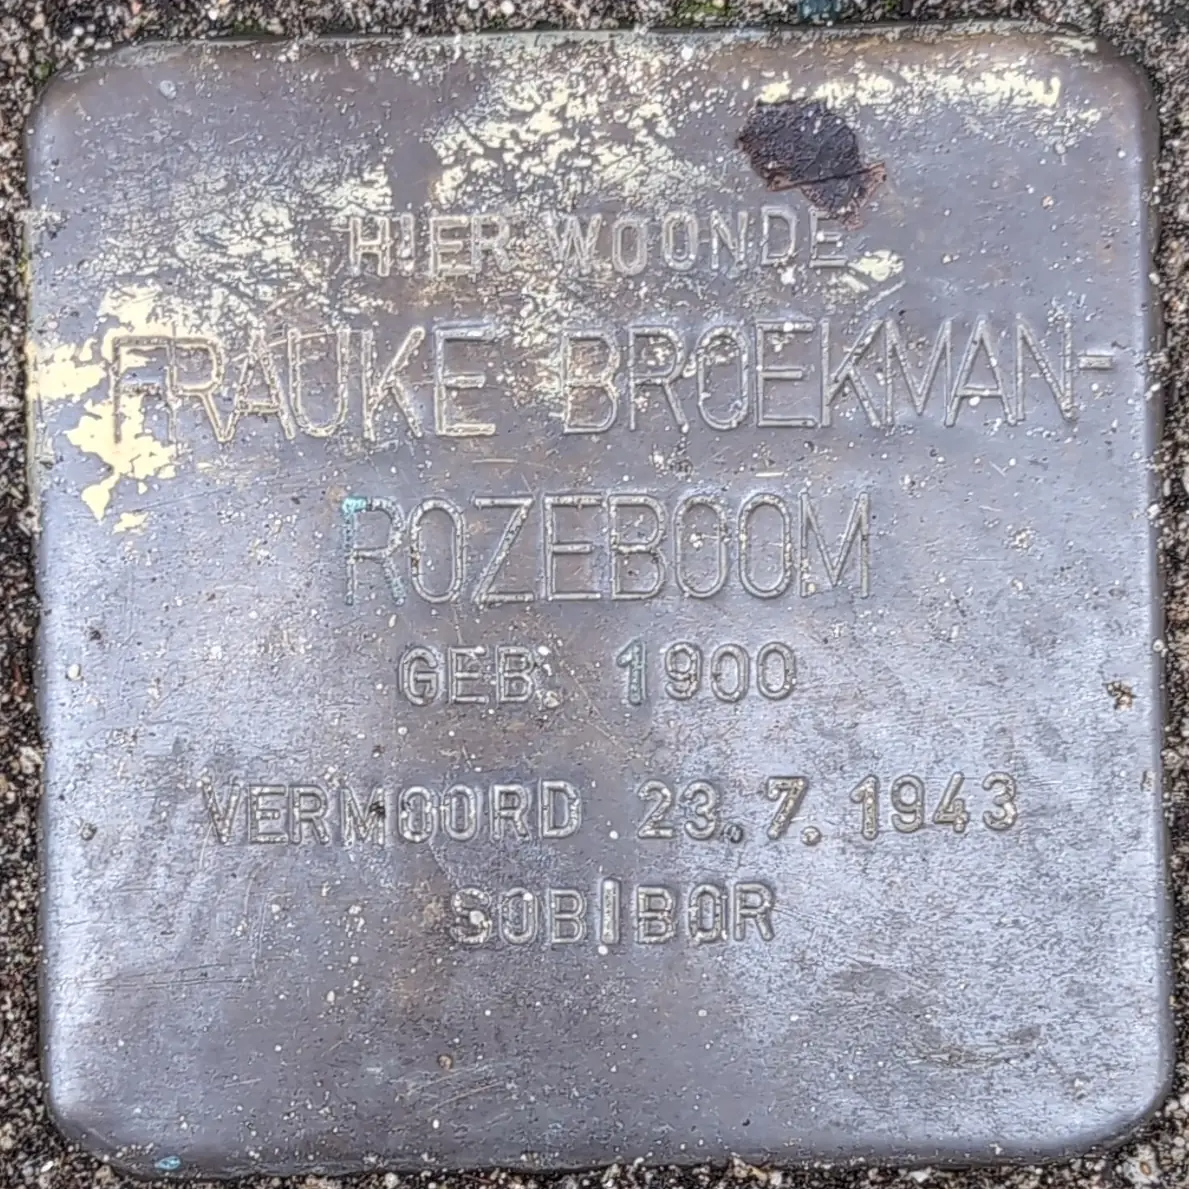 HIER WOONDE
FRAUKE BROEKMAN-
ROZEBOOM
GEB. 1900
VERMOORD 23.7.1943
SOBIBOR